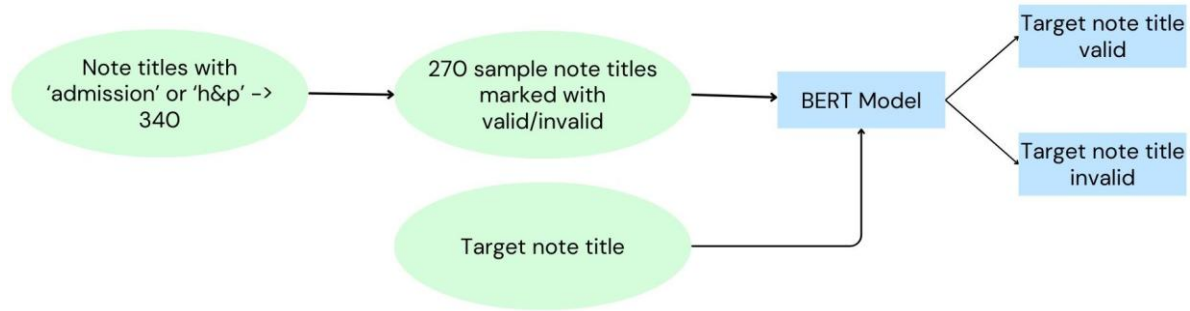 Note titles with
‘admission’ or ‘h&p’ ->
340
270 sample note titles
marked with
valid/invalid
BERT Model
Target note title
valid
Target note title
invalid
Target note title